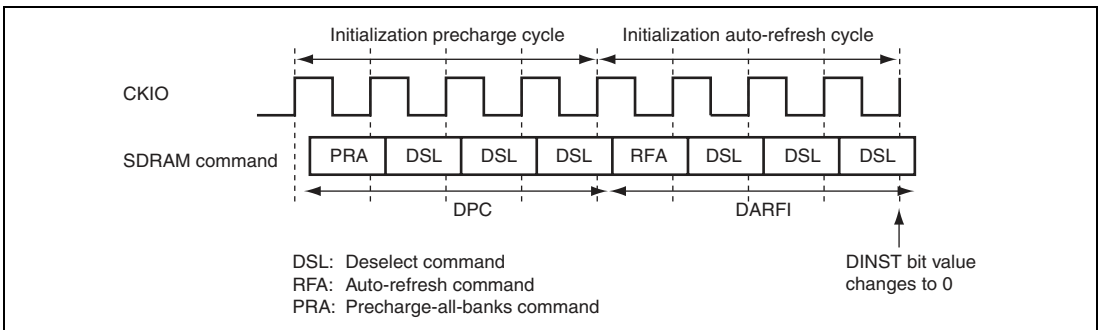 Initialization precharge cycle Initialization auto-refresh cycle
CKIO
SDRAM command PRA DSL DSL DSL RFA DSL DSL DSL
DPC DARFI
DSL: Deselect command
RFA: Auto-refresh command
PRA: Precharge-all-banks command
DINST bit value
changes to 0